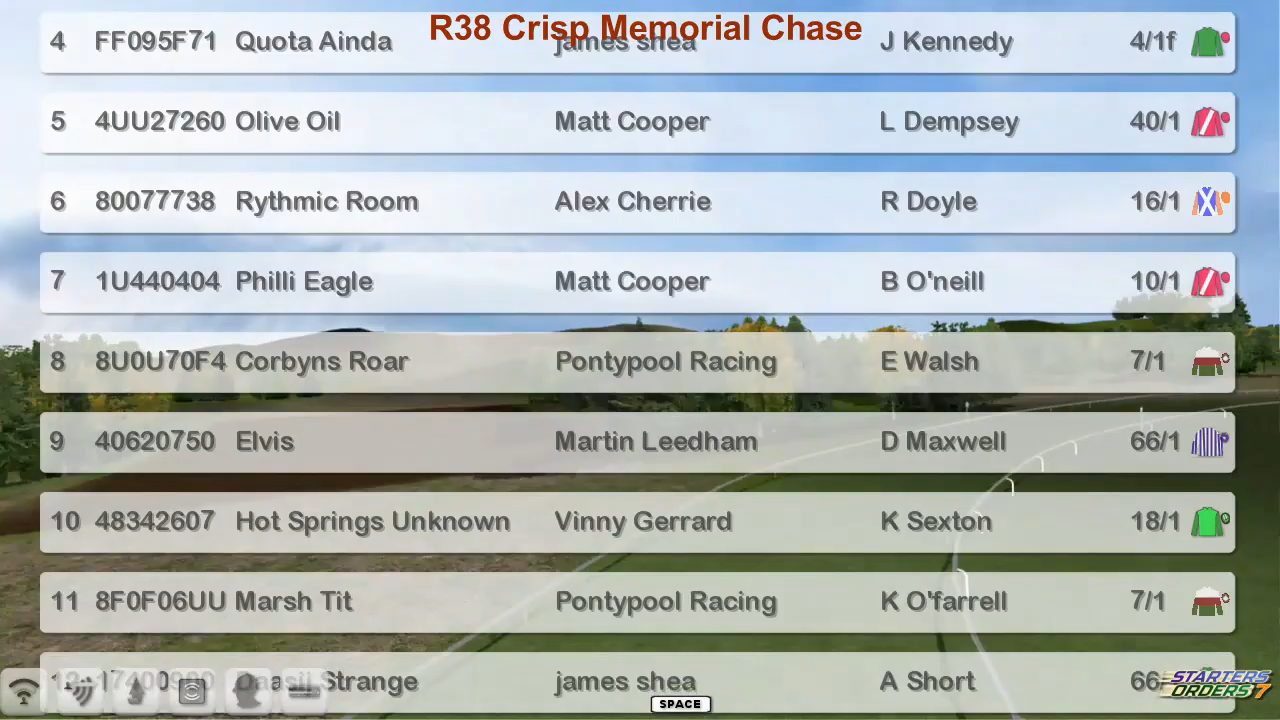 R38 Crisp Memorial Chase
4 FF095F71 Quota Ainda james shea J Kennedy 4/1f
5 4UU27260 Olive Oil Matt Cooper L Dempsey 40/1
6 80077738 Rythmic Room Alex Cherrie R Doyle 16/1
7 1U440404 Philli Eagle Matt Cooper B O'neill 10/1
8 8U0U70F4 Corbyns Roar Pontypool Racing E Walsh 7/1
9 40620750 Elvis Martin Leedham D Maxwell 66/1
10 48342607 Hot Springs Unknown Vinny Gerrard K Sexton 18/1
11 8F0F06UU Marsh Tit Pontypool Racing K O'farrell 7/1
12 Strange james shea A Short
SPACE
STARTERS
ORDERS 7